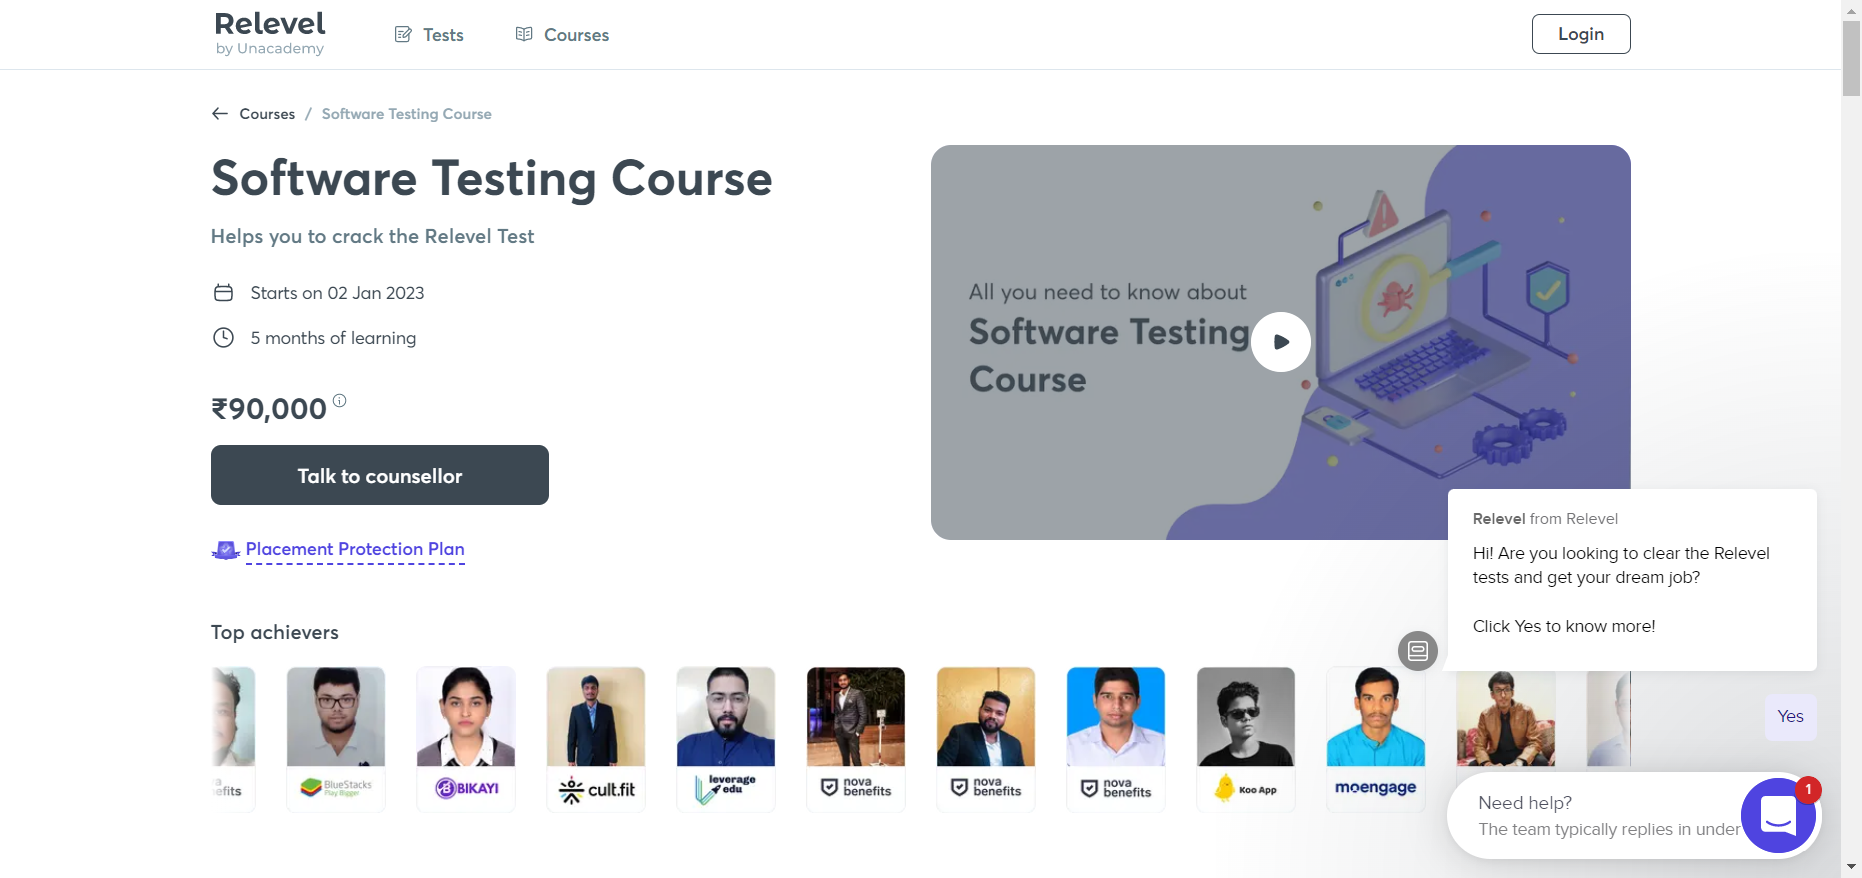 Relevel
by Unacademy
Tests
Courses
Login
Courses / Software Testing Course
Software Testing Course
Helps you to crack the Relevel Test
Starts on 02 Jan 2023
5 months of learning
₹90,000
Talk to counsellor
Placement Protection Plan
All you need to know about
Software Testing
Course
Relevel from Relevel
Hi! Are you looking to clear the Relevel
tests and get your dream job?
Click Yes to know more!
Yes
Top achievers
efits
BlueStacks
Play Bigger
BIKAYI
cult.fit
leverage
edu
nova
benefits
nova
benefits
nova
benefits
Koo App
moengage
Need help?
The team typically replies in under
1